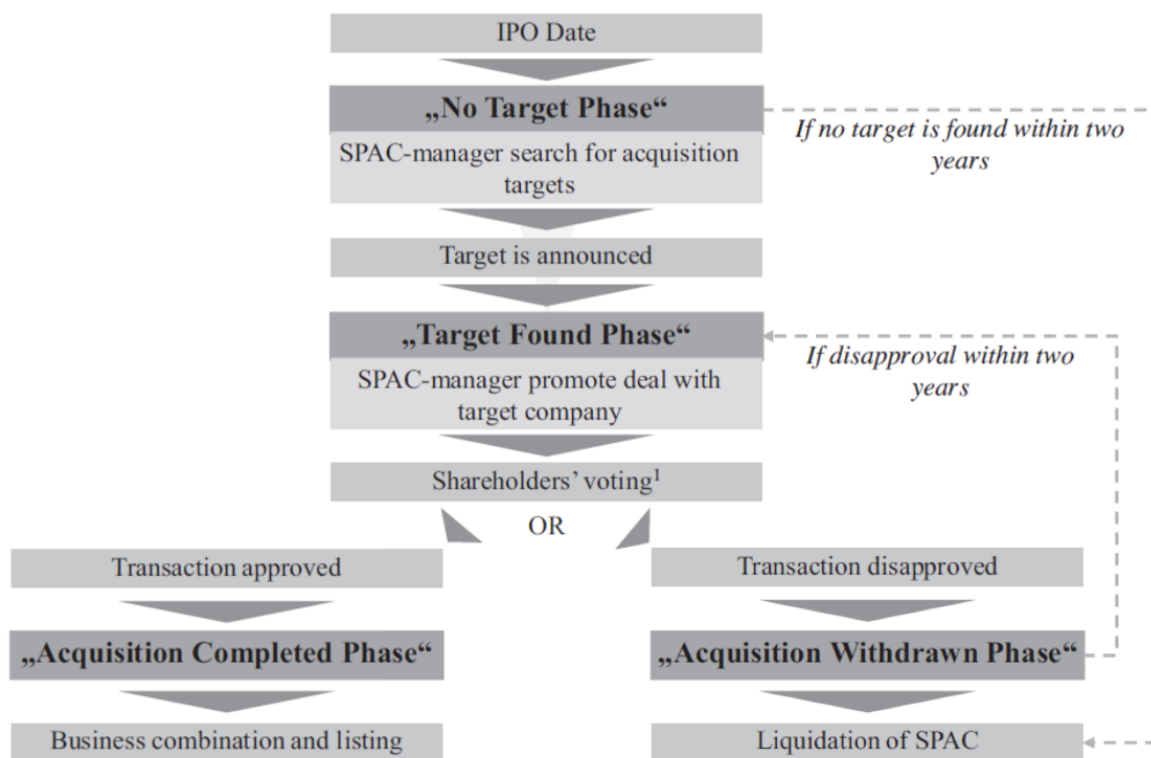 IPO Date
„No Target Phase“
SPAC-manager search for acquisition
targets
If no target is found within two
years
Target is announced
„Target Found Phase“
SPAC-manager promote deal with
target company
If disapproval within two
years
Shareholders’ voting¹
OR
Transaction approved
Transaction disapproved
„Acquisition Completed Phase“
„Acquisition Withdrawn Phase“
Business combination and listing
Liquidation of SPAC